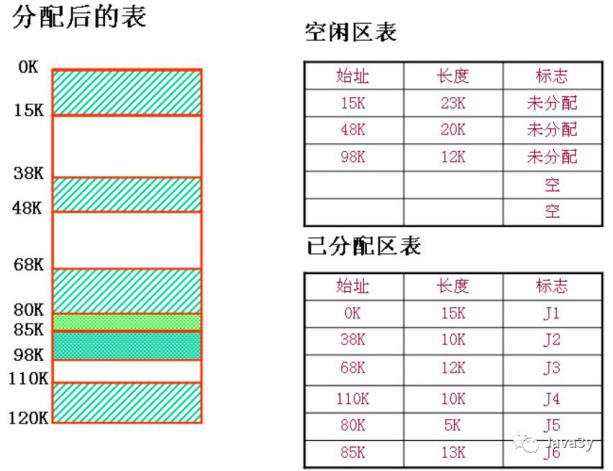 分配后的表
0K
15K
38K
48K
68K
80K
85K
98K
110K
120K
空闲区表
始址 长度 标志
15K 23K 未分配
48K 20K 未分配
98K 12K 未分配
空
空
已分配区表
始址 长度 标志
0K 15K J1
38K 10K J2
68K 12K J3
110K 10K J4
80K 5K J5
85K 13K J6
Java3y